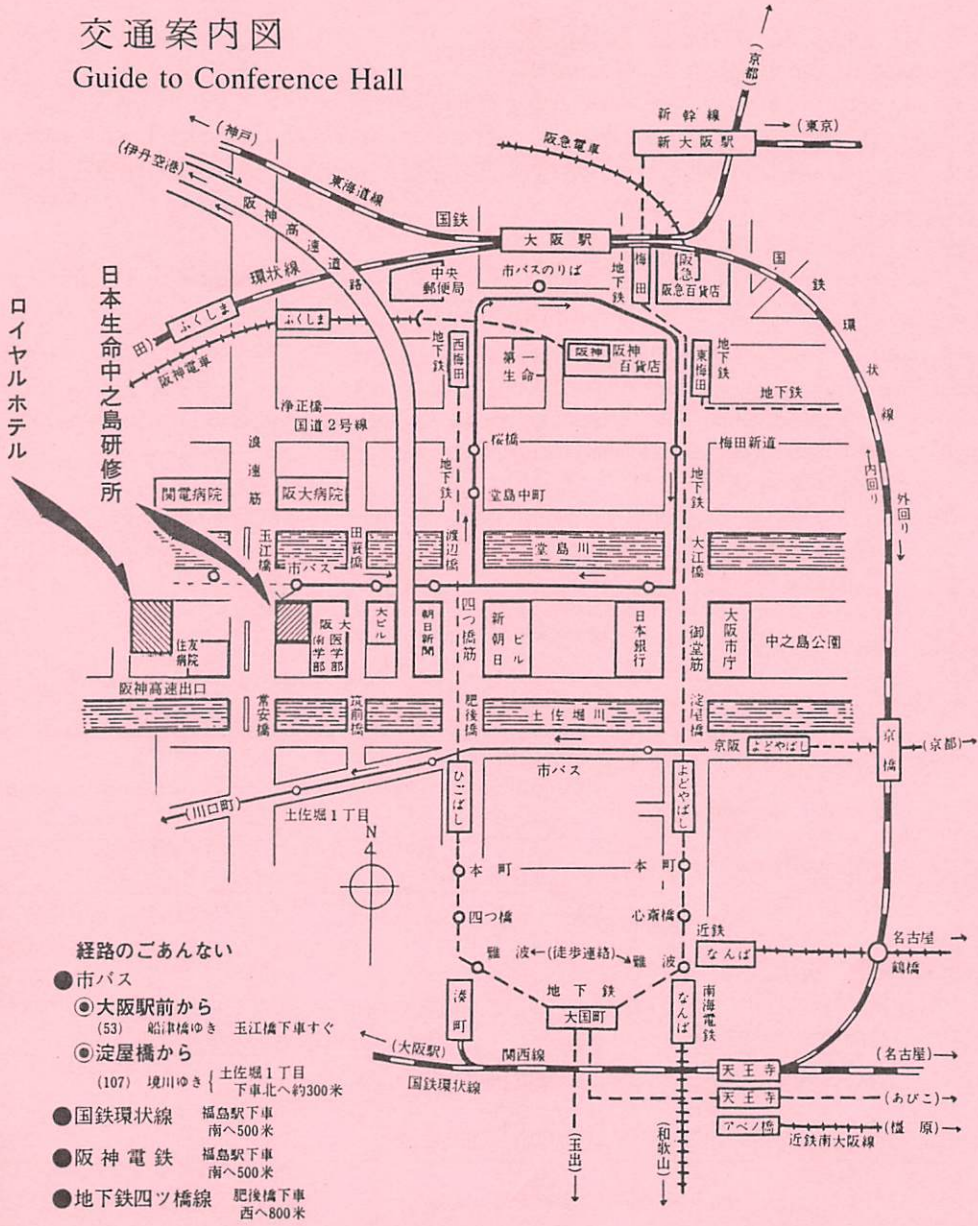 交通案内図
Guide to Conference Hall
(京都)
新幹線
新大阪駅
(東京)
阪急電車
(神戸)
(伊丹空港)
東海道線
阪神高速道路
国鉄
大阪駅
環状線
中央
郵便局
市バスのりば
地下鉄
梅田
阪急
阪急百貨店
国鉄環状線
ふくしま
田)
ふくしま
阪神電車
地下鉄
西梅田
第一
生命
阪神
阪神
百貨店
東梅田
地下鉄
地下鉄
ロイヤルホテル
日本生命中之島研修所
浄正橋
国道2号線
浪速筋
桜橋
梅田新道
内回り
外回り
関電病院
阪大病院
地下鉄
堂島中町
地下鉄
玉江橋
田蓑橋
渡辺橋
堂島川
大江橋
市バス
住友
病院
阪大
医学部
歯学部
大ビル
朝日新聞
四つ橋筋
新朝日
ビル
日本銀行
御堂筋
大阪市庁
中之島公園
阪神高速出口
常安橋
筑前橋
肥後橋
土佐堀川
淀屋橋
京阪
よどやばし
京橋
(京都)
市バス
ひごばし
よどやばし
(川口町)
土佐堀1丁目
N
本町
本町
四つ橋
心斎橋
近鉄
なんば
名古屋
鶴橋
難波
(徒歩連絡)
難波
地下鉄
湊町
大国町
なんば
南海電鉄
(大阪駅)
関西線
国鉄環状線
天王寺
(名古屋)
天王寺
(あびこ)
アベノ橋
(橿原)
近鉄南大阪線
(玉出)
(和歌山)
経路のごあんない
●市バス
◉大阪駅前から
(53) 船津橋ゆき 玉江橋下車すぐ
◉淀屋橋から
(107) 境川ゆき { 土佐堀1丁目
下車北へ約300米
●国鉄環状線 福島駅下車
南へ500米
●阪神電鉄 福島駅下車
南へ500米
●地下鉄四ツ橋線 肥後橋下車
西へ800米